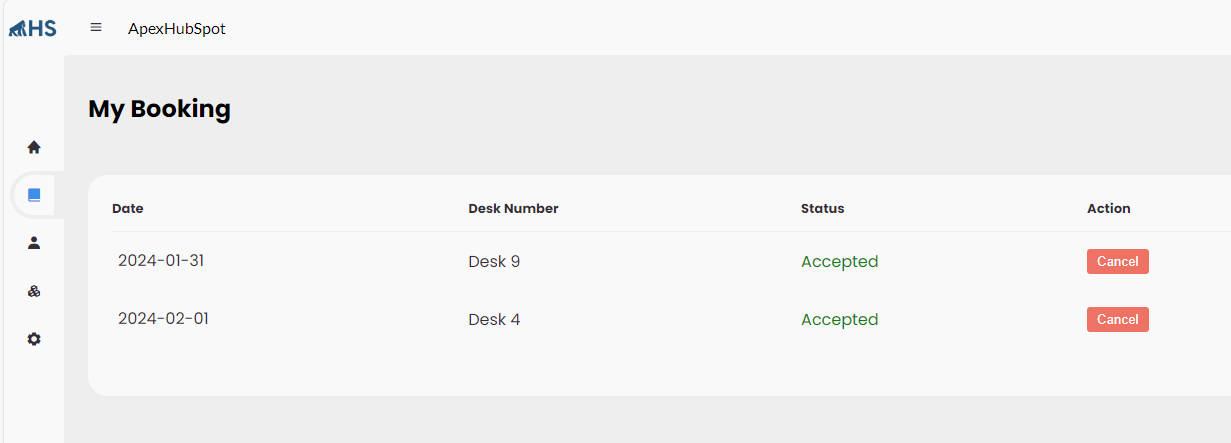 HS
ApexHubSpot
My Booking
Date Desk Number Status Action
2024-01-31 Desk 9 Accepted Cancel
2024-02-01 Desk 4 Accepted Cancel